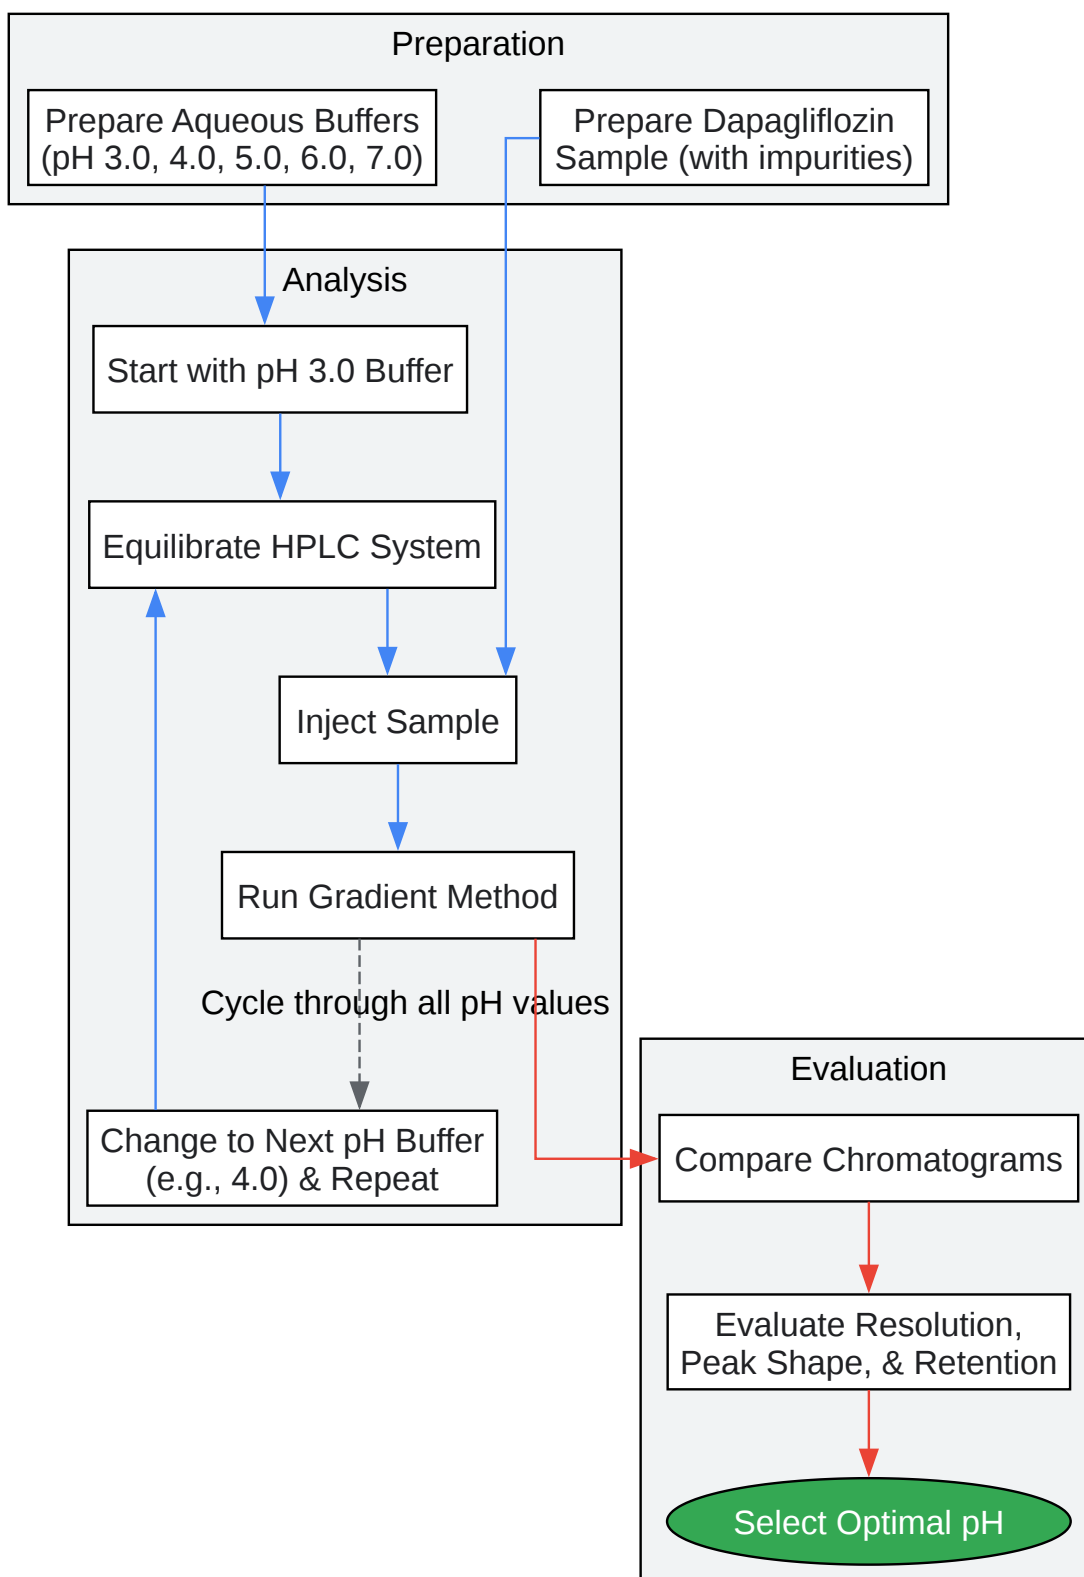 Preparation
Prepare Aqueous Buffers
(pH 3.0, 4.0, 5.0, 6.0, 7.0)
Prepare Dapagliflozin
Sample (with impurities)
Analysis
Start with pH 3.0 Buffer
Equilibrate HPLC System
Inject Sample
Run Gradient Method
Cycle through all pH values
Change to Next pH Buffer
(e.g., 4.0) & Repeat
Evaluation
Compare Chromatograms
Evaluate Resolution,
Peak Shape, & Retention
Select Optimal pH